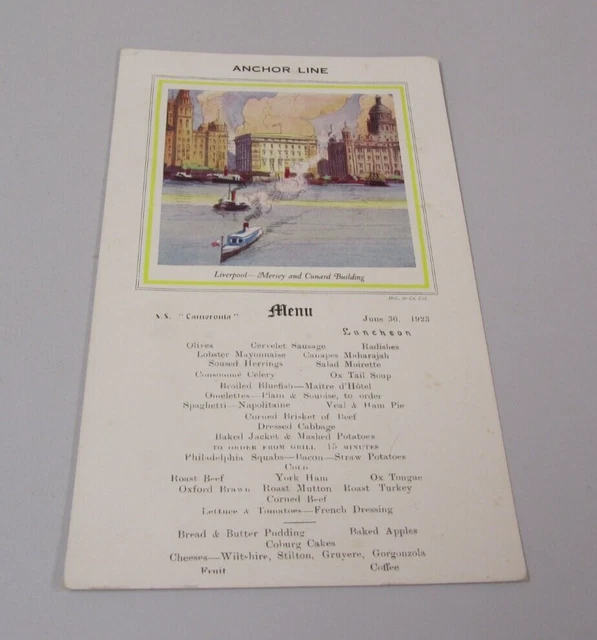 ANCHOR LINE
Liverpool—Mersey and Cunard Building
S.S. "Cameronia" Menu June 30, 1923
Luncheon
Olives Cervelet Sausage Radishes
Lobster Mayonnaise Canapes Maharajah
Soused Herrings Salad Moirette
Consommé Celery Ox Tail Soup
Broiled Bluefish—Maitre d'Hôtel
Omelettes—Plain & Soubise, to order
Spaghetti—Napolitaine Veal & Ham Pie
Corned Brisket of Beef
Dressed Cabbage
Baked Jacket & Mashed Potatoes
TO ORDER FROM GRILL 15 MINUTES
Philadelphia Squabs—Bacon—Straw Potatoes
COLD
Roast Beef York Ham Ox Tongue
Oxford Brawn Roast Mutton Roast Turkey
Corned Beef
Lettuce & Tomatoes—French Dressing
Bread & Butter Pudding Baked Apples
Coburg Cakes
Cheeses—Wiltshire, Stilton, Gruyere, Gorgonzola
Fruit Coffee